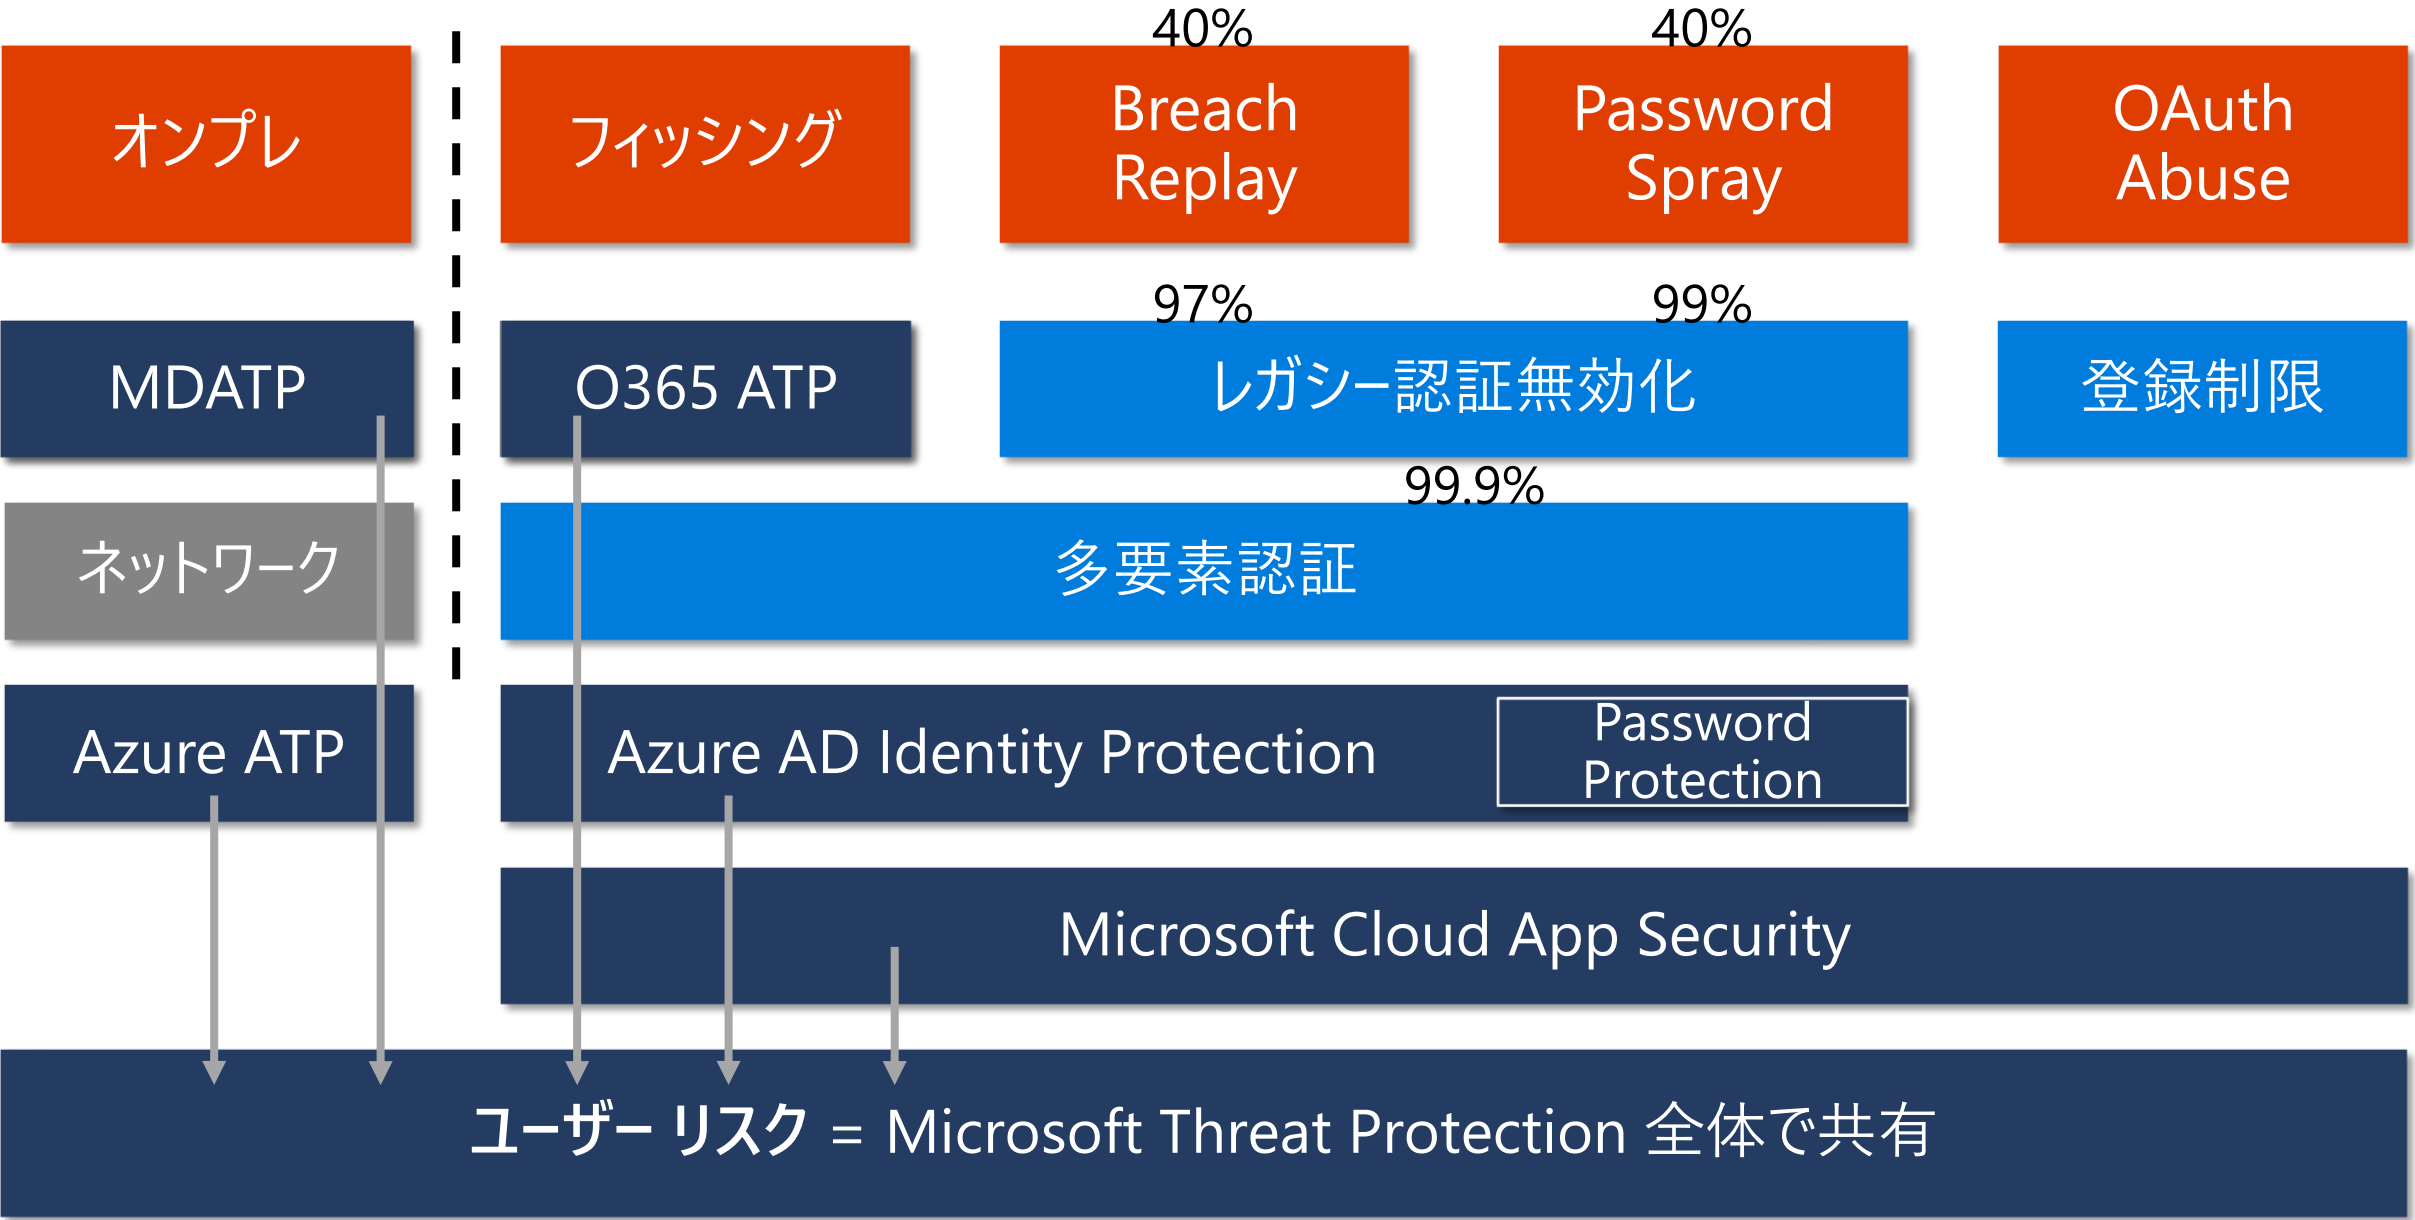 40%
40%
オンプレ
フィッシング
Breach
Replay
Password
Spray
OAuth
Abuse
97%
99%
MDATP
O365 ATP
レガシー認証無効化
登録制限
99.9%
ネットワーク
多要素認証
Azure ATP
Azure AD Identity Protection
Password
Protection
Microsoft Cloud App Security
ユーザー リスク = Microsoft Threat Protection 全体で共有